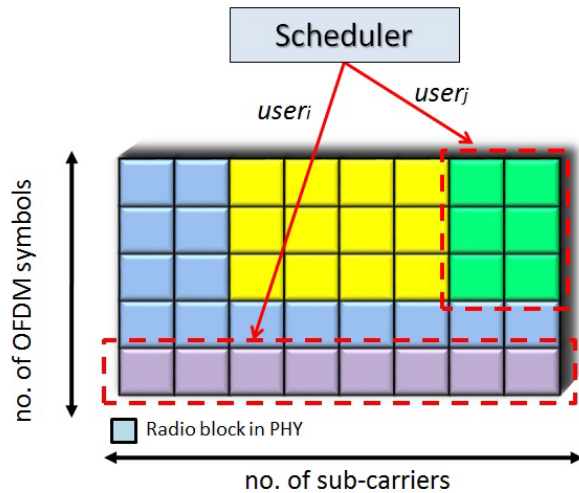 Scheduler
useri
userj
no. of OFDM symbols
Radio block in PHY
no. of sub-carriers